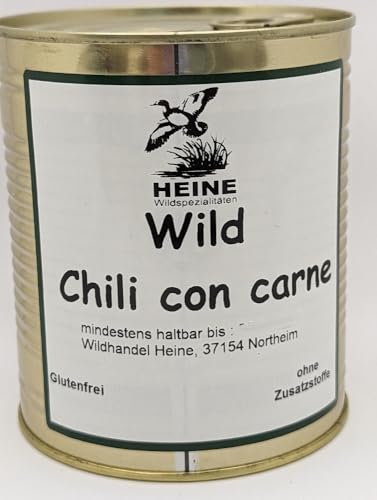 HEINE
Wildspezialitäten
Wild
Chili con carne
mindestens haltbar bis :
Wildhandel Heine, 37154 Northeim
Glutenfrei
ohne
Zusatzstoffe